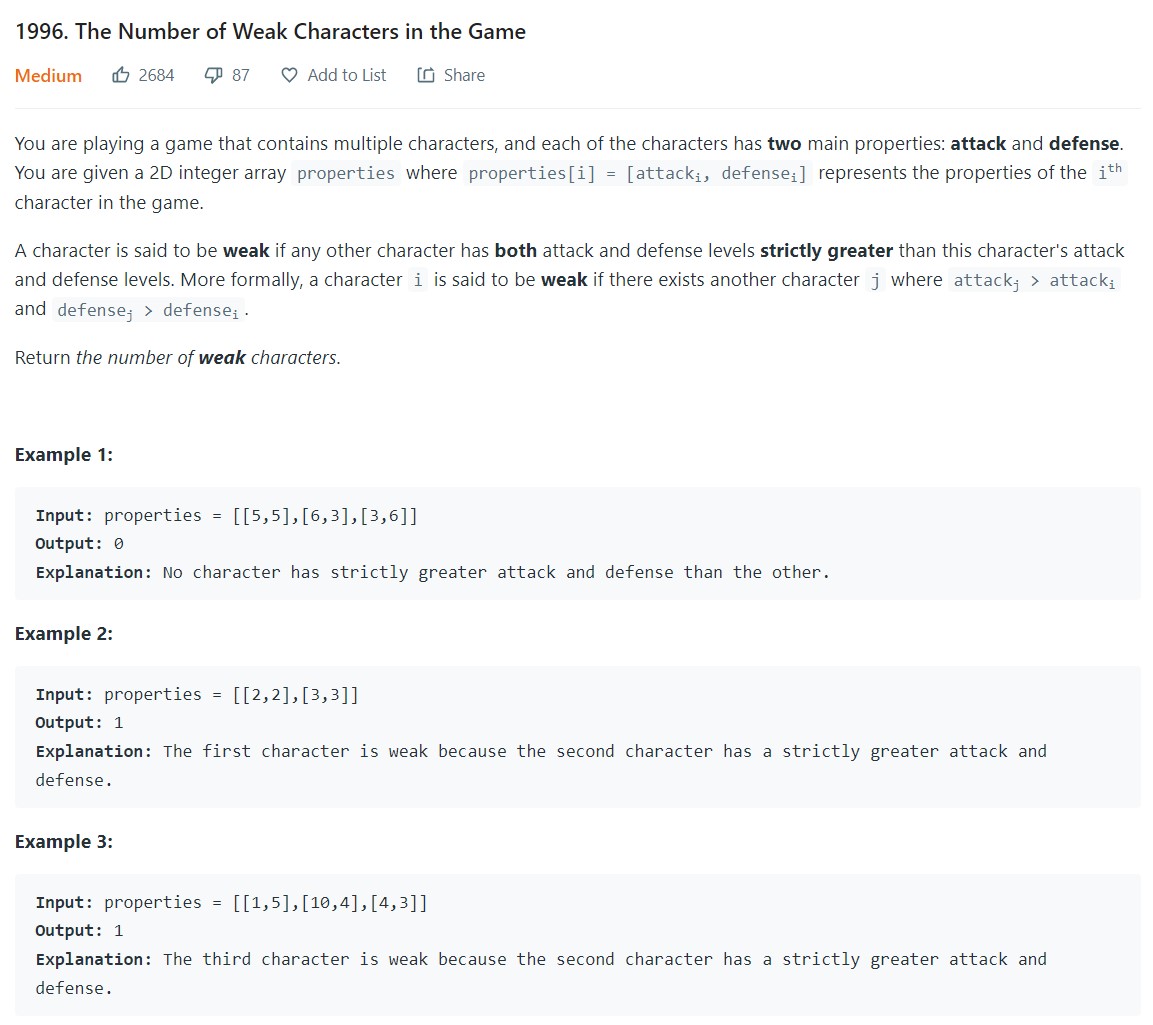 1996. The Number of Weak Characters in the Game
Medium 2684 87 Add to List Share
You are playing a game that contains multiple characters, and each of the characters has two main properties: attack and defense.
You are given a 2D integer array properties where properties[i] = [attackᵢ, defenseᵢ] represents the properties of the iᵗʰ
character in the game.
A character is said to be weak if any other character has both attack and defense levels strictly greater than this character's attack
and defense levels. More formally, a character i is said to be weak if there exists another character j where attackⱼ > attackᵢ
and defenseⱼ > defenseᵢ.
Return the number of weak characters.
Example 1:
Input: properties = [[5,5],[6,3],[3,6]]
Output: 0
Explanation: No character has strictly greater attack and defense than the other.
Example 2:
Input: properties = [[2,2],[3,3]]
Output: 1
Explanation: The first character is weak because the second character has a strictly greater attack and
defense.
Example 3:
Input: properties = [[1,5],[10,4],[4,3]]
Output: 1
Explanation: The third character is weak because the second character has a strictly greater attack and
defense.